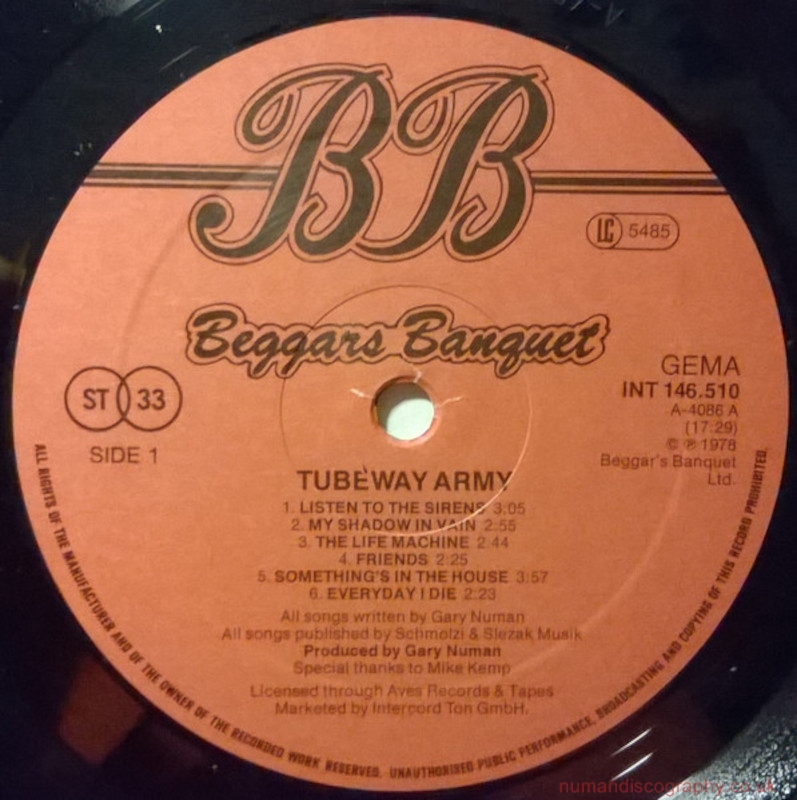 BB
LC 5485
Beggars Banquet
GEMA
INT 146.510
A-4086 A
(17:29)
© ℗ 1978
Beggar's Banquet
Ltd.
ST 33
SIDE 1
TUBEWAY ARMY
1. LISTEN TO THE SIRENS 3:05
2. MY SHADOW IN VAIN 2:55
3. THE LIFE MACHINE 2:44
4. FRIENDS 2:25
5. SOMETHING'S IN THE HOUSE 3:57
6. EVERYDAY I DIE 2:23
All songs written by Gary Numan
All songs published by Schmolzi & Slezak Musik
Produced by Gary Numan
Special thanks to Mike Kemp
Licensed through Aves Records & Tapes
Marketed by Intercord Ton GmbH.
ALL RIGHTS OF THE MANUFACTURER AND OF THE OWNER OF THE RECORDED WORK RESERVED. UNAUTHORISED PUBLIC PERFORMANCE, BROADCASTING AND COPYING OF THIS RECORD PROHIBITED.
numandiscography.co.uk